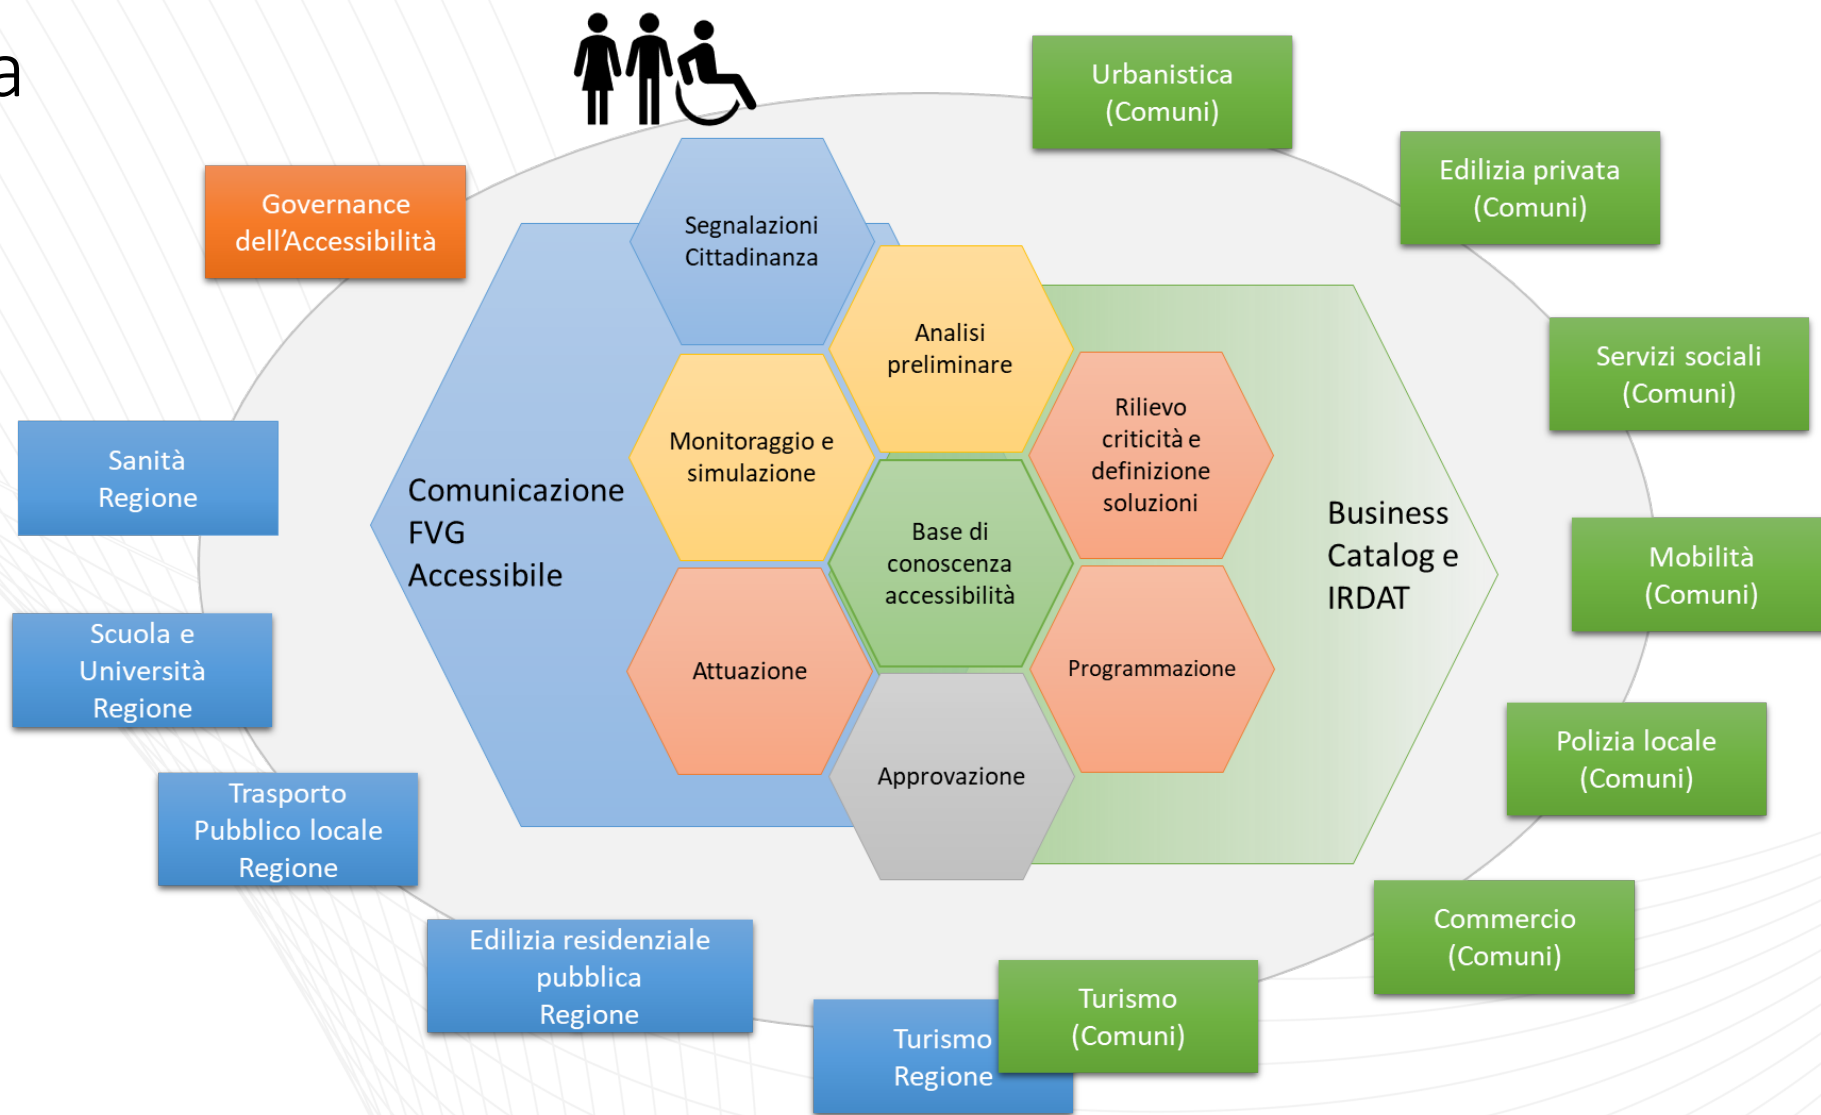 a
Urbanistica
(Comuni)
Edilizia privata
(Comuni)
Governance
dell'Accessibilità
Segnalazioni
Cittadinanza
Analisi
preliminare
Servizi sociali
(Comuni)
Rilievo
criticità e
definizione
soluzioni
Monitoraggio e
simulazione
Sanità
Regione
Comunicazione
FVG
Accessibile
Base di
conoscenza
accessibilità
Business
Catalog e
IRDAT
Mobilità
(Comuni)
Scuola e
Università
Regione
Attuazione
Programmazione
Polizia locale
(Comuni)
Approvazione
Trasporto
Pubblico locale
Regione
Commercio
(Comuni)
Edilizia residenziale
pubblica
Regione
Turismo
(Comuni)
Turismo
Regione